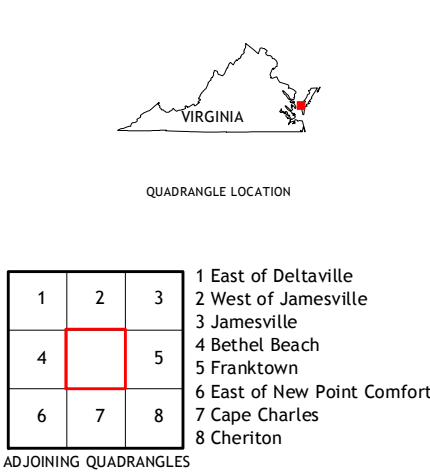 VIRGINIA
QUADRANGLE LOCATION
1 2 3
4 5
6 7 8
1 East of Deltaville
2 West of Jamesville
3 Jamesville
4 Bethel Beach
5 Franktown
6 East of New Point Comfort
7 Cape Charles
8 Cheriton
ADJOINING QUADRANGLES